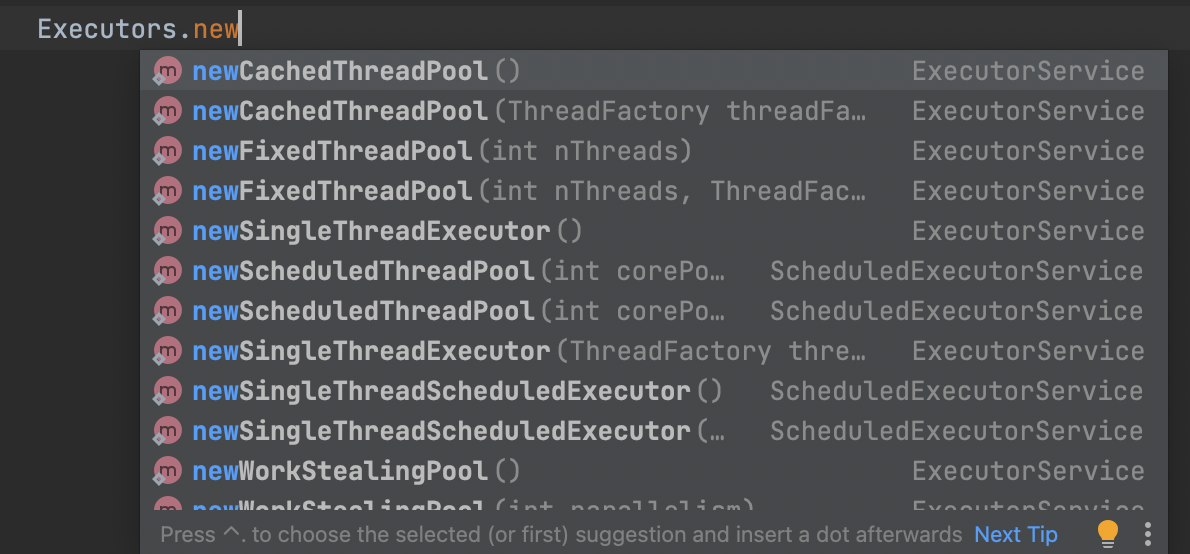 Executors.new
m newCachedThreadPool() ExecutorService
m newCachedThreadPool(ThreadFactory threadFa… ExecutorService
m newFixedThreadPool(int nThreads) ExecutorService
m newFixedThreadPool(int nThreads, ThreadFac… ExecutorService
m newSingleThreadExecutor() ExecutorService
m newScheduledThreadPool(int corePo… ScheduledExecutorService
m newScheduledThreadPool(int corePo… ScheduledExecutorService
m newSingleThreadExecutor(ThreadFactory thre… ExecutorService
m newSingleThreadScheduledExecutor() ScheduledExecutorService
m newSingleThreadScheduledExecutor(… ScheduledExecutorService
m newWorkStealingPool() ExecutorService
m newWorkStealingPool(int parallelism) ExecutorService
Press ^. to choose the selected (or first) suggestion and insert a dot afterwards Next Tip